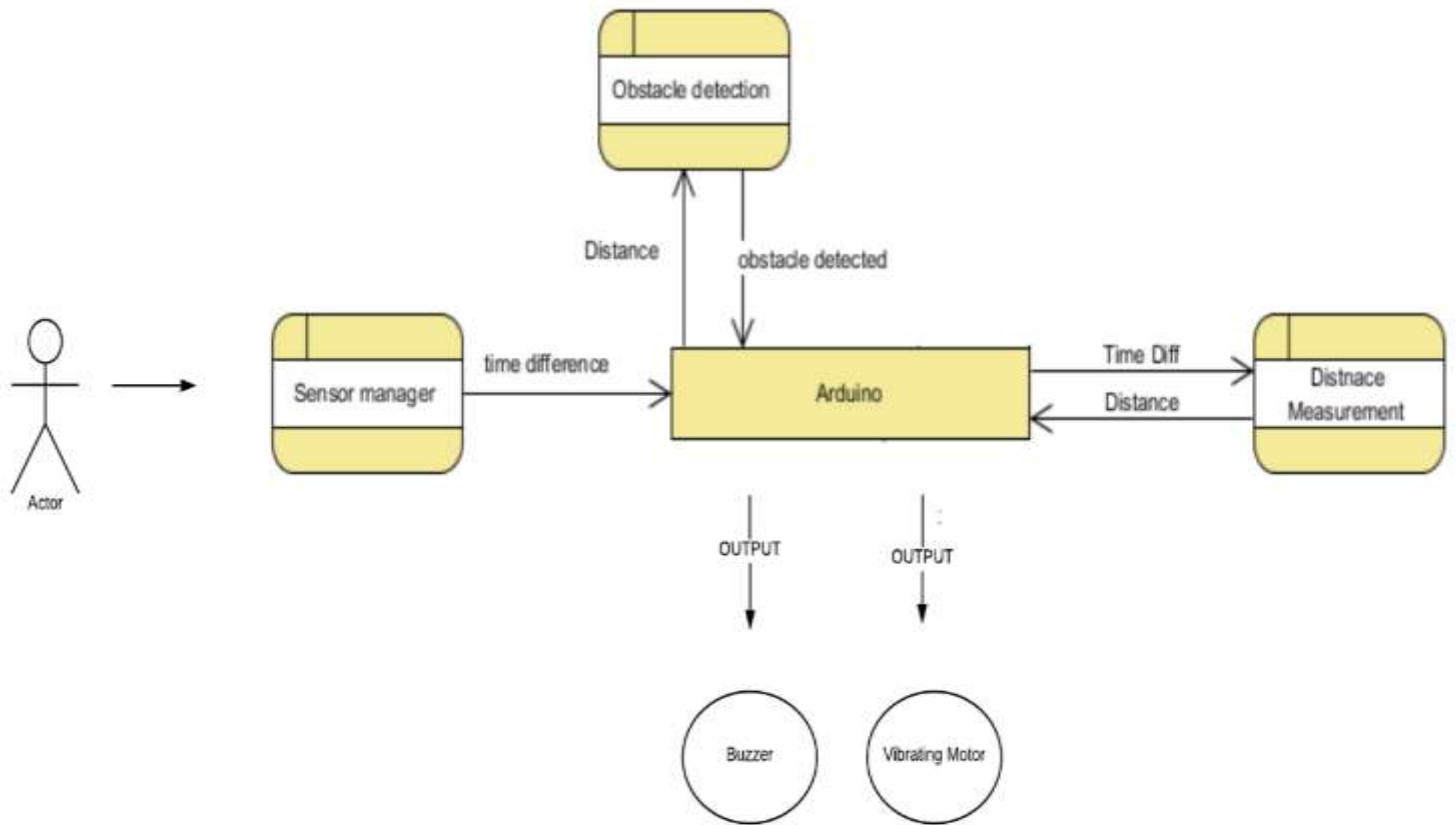 Obstacle detection
Distance
obstacle detected
Actor
Sensor manager
time difference
Arduino
Time Diff
Distance
Distnace
Measurement
OUTPUT
OUTPUT
Buzzer
Vibrating Motor